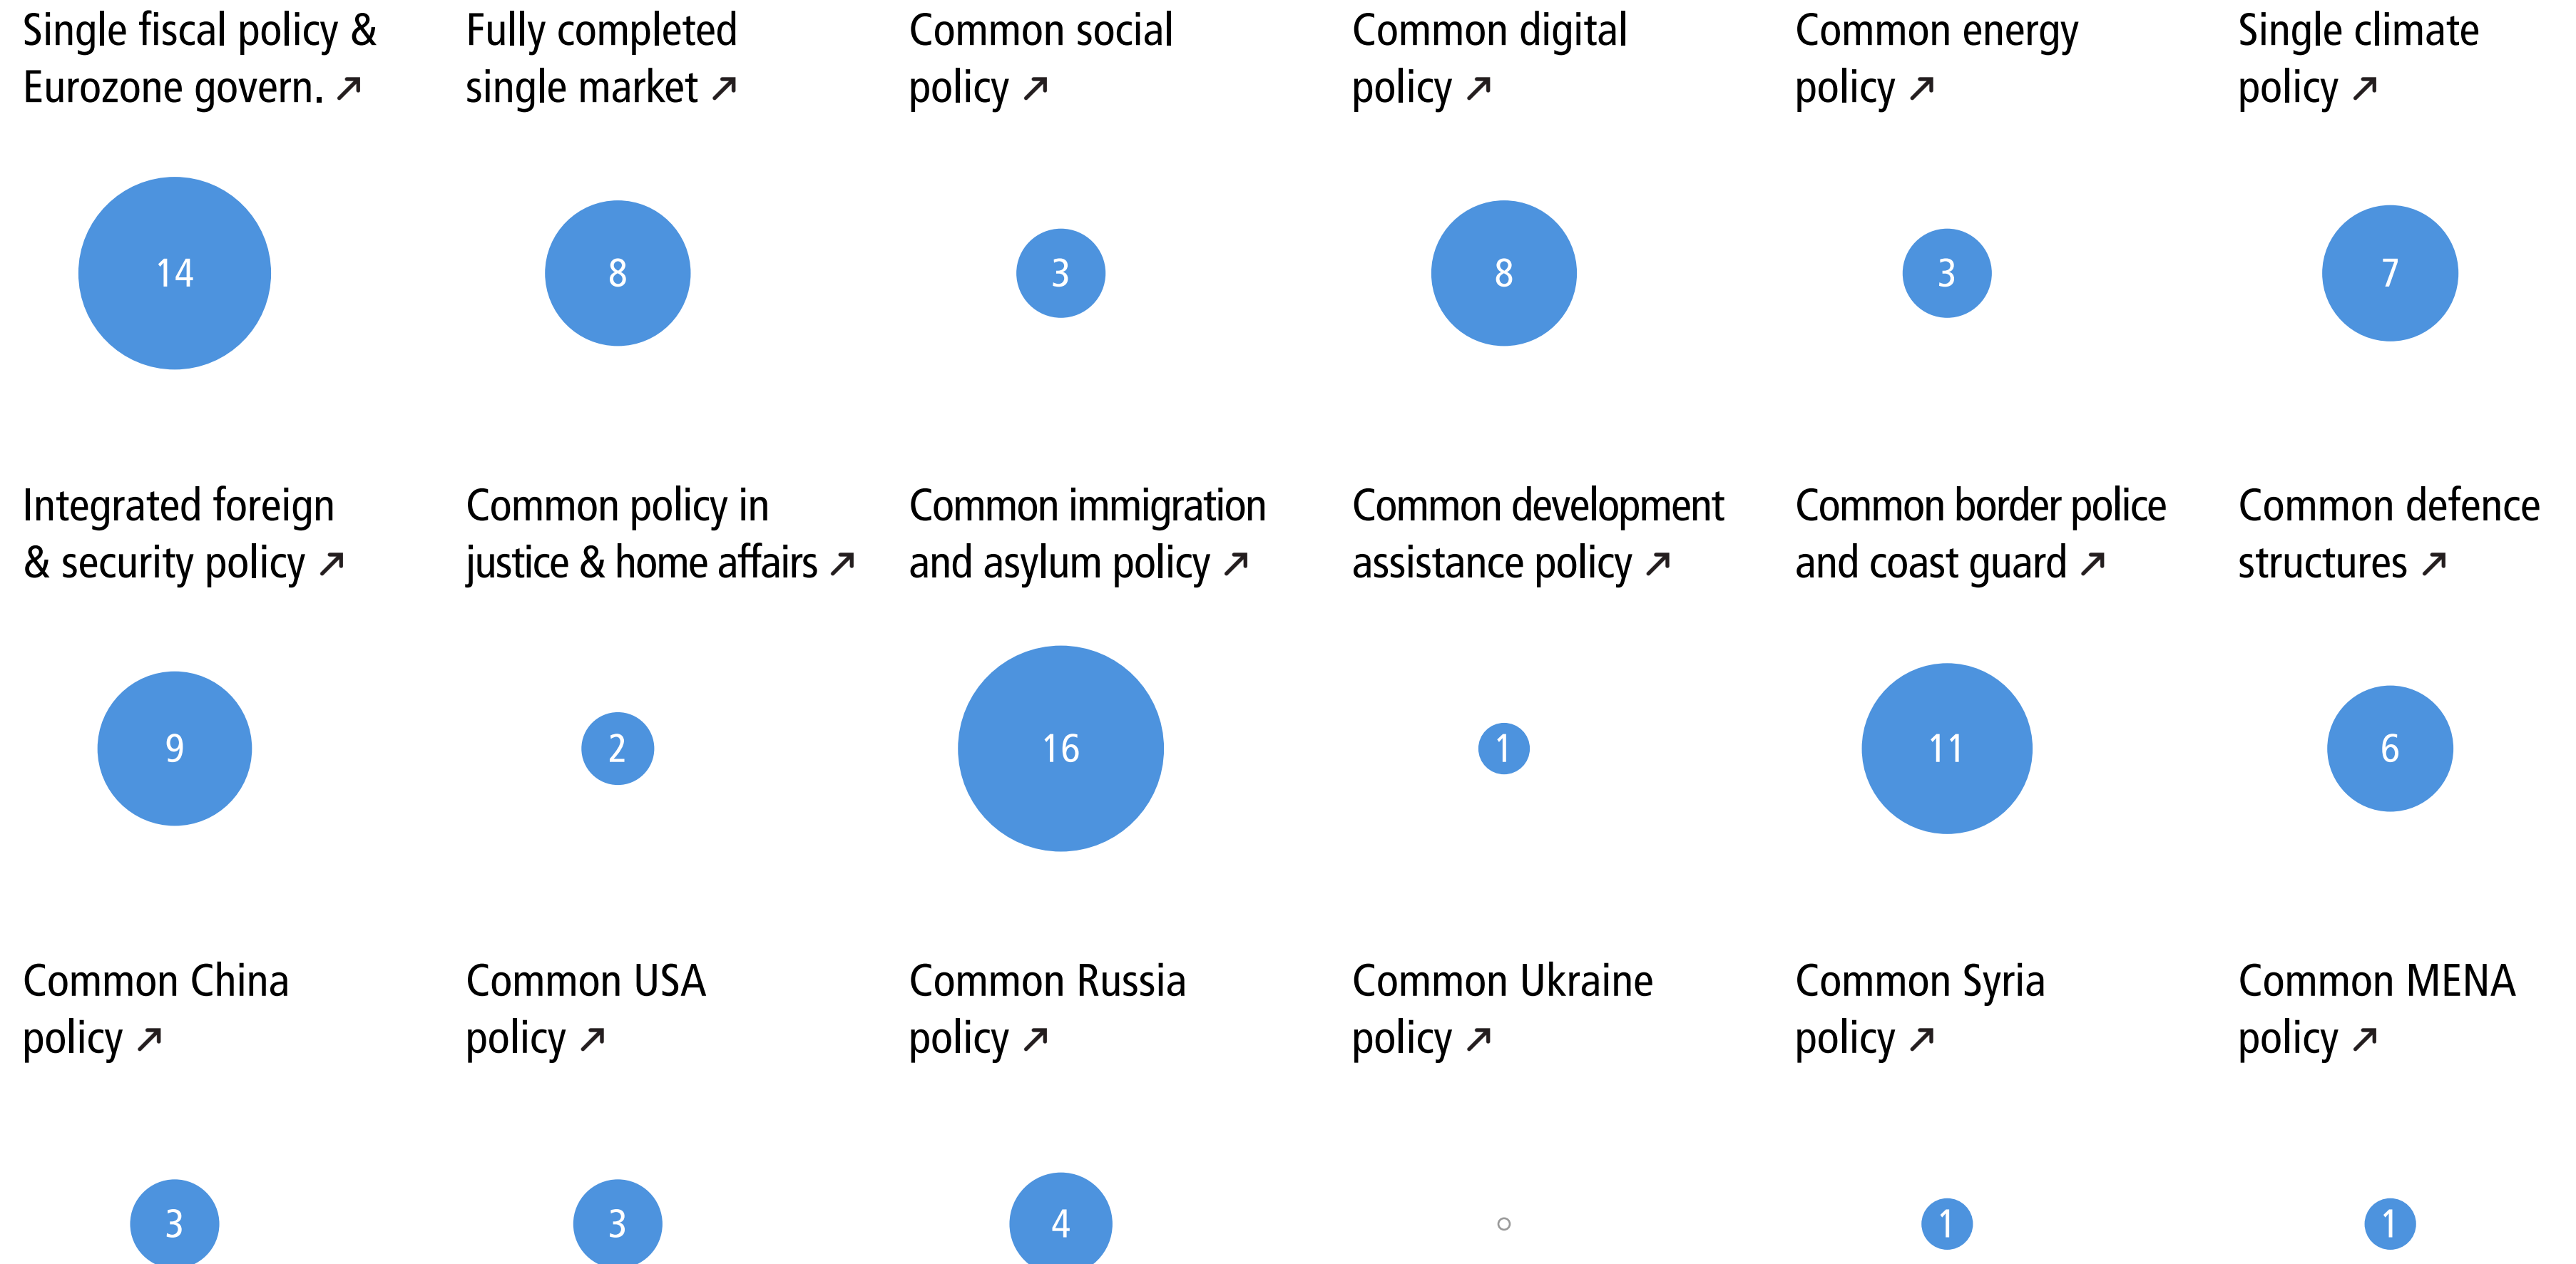 Single fiscal policy &
Eurozone govern. ↗
Fully completed
single market ↗
Common social
policy ↗
Common digital
policy ↗
Common energy
policy ↗
Single climate
policy ↗
14
8
3
8
3
7
Integrated foreign
& security policy ↗
Common policy in
justice & home affairs ↗
Common immigration
and asylum policy ↗
Common development
assistance policy ↗
Common border police
and coast guard ↗
Common defence
structures ↗
9
2
16
1
11
6
Common China
policy ↗
Common USA
policy ↗
Common Russia
policy ↗
Common Ukraine
policy ↗
Common Syria
policy ↗
Common MENA
policy ↗
3
3
4
1
1